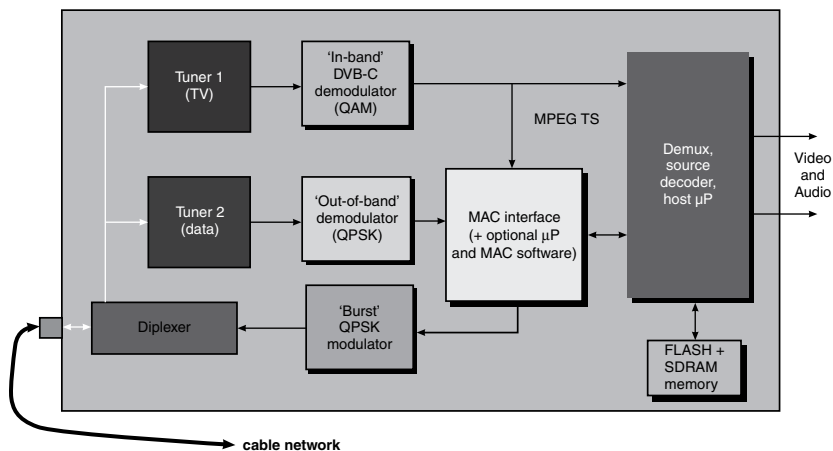 Tuner 1
(TV)
‘In-band’
DVB-C
demodulator
(QAM)
MPEG TS
Demux,
source
decoder,
host µP
Video
and
Audio
Tuner 2
(data)
‘Out-of-band’
demodulator
(QPSK)
MAC interface
(+ optional µP
and MAC software)
Diplexer
‘Burst’
QPSK
modulator
FLASH +
SDRAM
memory
cable network